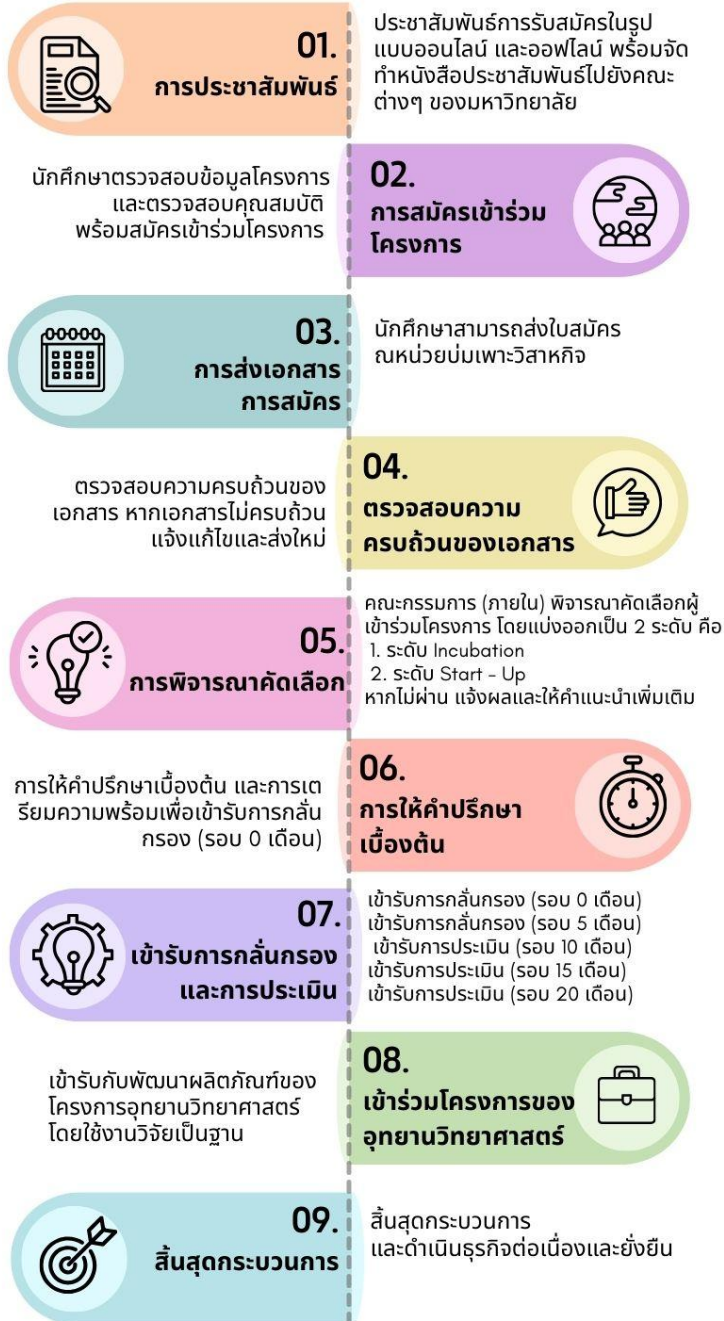 01.
การประชาสัมพันธ์
ประชาสัมพันธ์การรับสมัครในรูป
แบบออนไลน์ และออฟไลน์ พร้อมจัด
ทำหนังสือประชาสัมพันธ์ไปยังคณะ
ต่างๆ ของมหาวิทยาลัย
02.
การสมัครเข้าร่วม
โครงการ
นักศึกษาตรวจสอบข้อมูลโครงการ
และตรวจสอบคุณสมบัติ
พร้อมสมัครเข้าร่วมโครงการ
03.
การส่งเอกสาร
การสมัคร
นักศึกษาสามารถส่งใบสมัคร
ณหน่วยบ่มเพาะวิสาหกิจ
04.
ตรวจสอบความ
ครบถ้วนของเอกสาร
ตรวจสอบความครบถ้วนของ
เอกสาร หากเอกสารไม่ครบถ้วน
แจ้งแก้ไขและส่งใหม่
05.
การพิจารณาคัดเลือก
คณะกรรมการ (ภายใน) พิจารณาคัดเลือกผู้
เข้าร่วมโครงการ โดยแบ่งออกเป็น 2 ระดับ คือ
1. ระดับ Incubation
2. ระดับ Start - Up
หากไม่ผ่าน แจ้งผลและให้คำแนะนำเพิ่มเติม
06.
การให้คำปรึกษา
เบื้องต้น
การให้คำปรึกษาเบื้องต้น และการเต
รียมความพร้อมเพื่อเข้ารับการกลั่น
กรอง (รอบ 0 เดือน)
07.
เข้ารับการกลั่นกรอง
และการประเมิน
เข้ารับการกลั่นกรอง (รอบ 0 เดือน)
เข้ารับการกลั่นกรอง (รอบ 5 เดือน)
เข้ารับการประเมิน (รอบ 10 เดือน)
เข้ารับการประเมิน (รอบ 15 เดือน)
เข้ารับการประเมิน (รอบ 20 เดือน)
08.
เข้าร่วมโครงการของ
อุทยานวิทยาศาสตร์
เข้ารับกับพัฒนาผลิตภัณฑ์ของ
โครงการอุทยานวิทยาศาสตร์
โดยใช้งานวิจัยเป็นฐาน
09.
สิ้นสุดกระบวนการ
สิ้นสุดกระบวนการ
และดำเนินธุรกิจต่อเนื่องและยั่งยืน